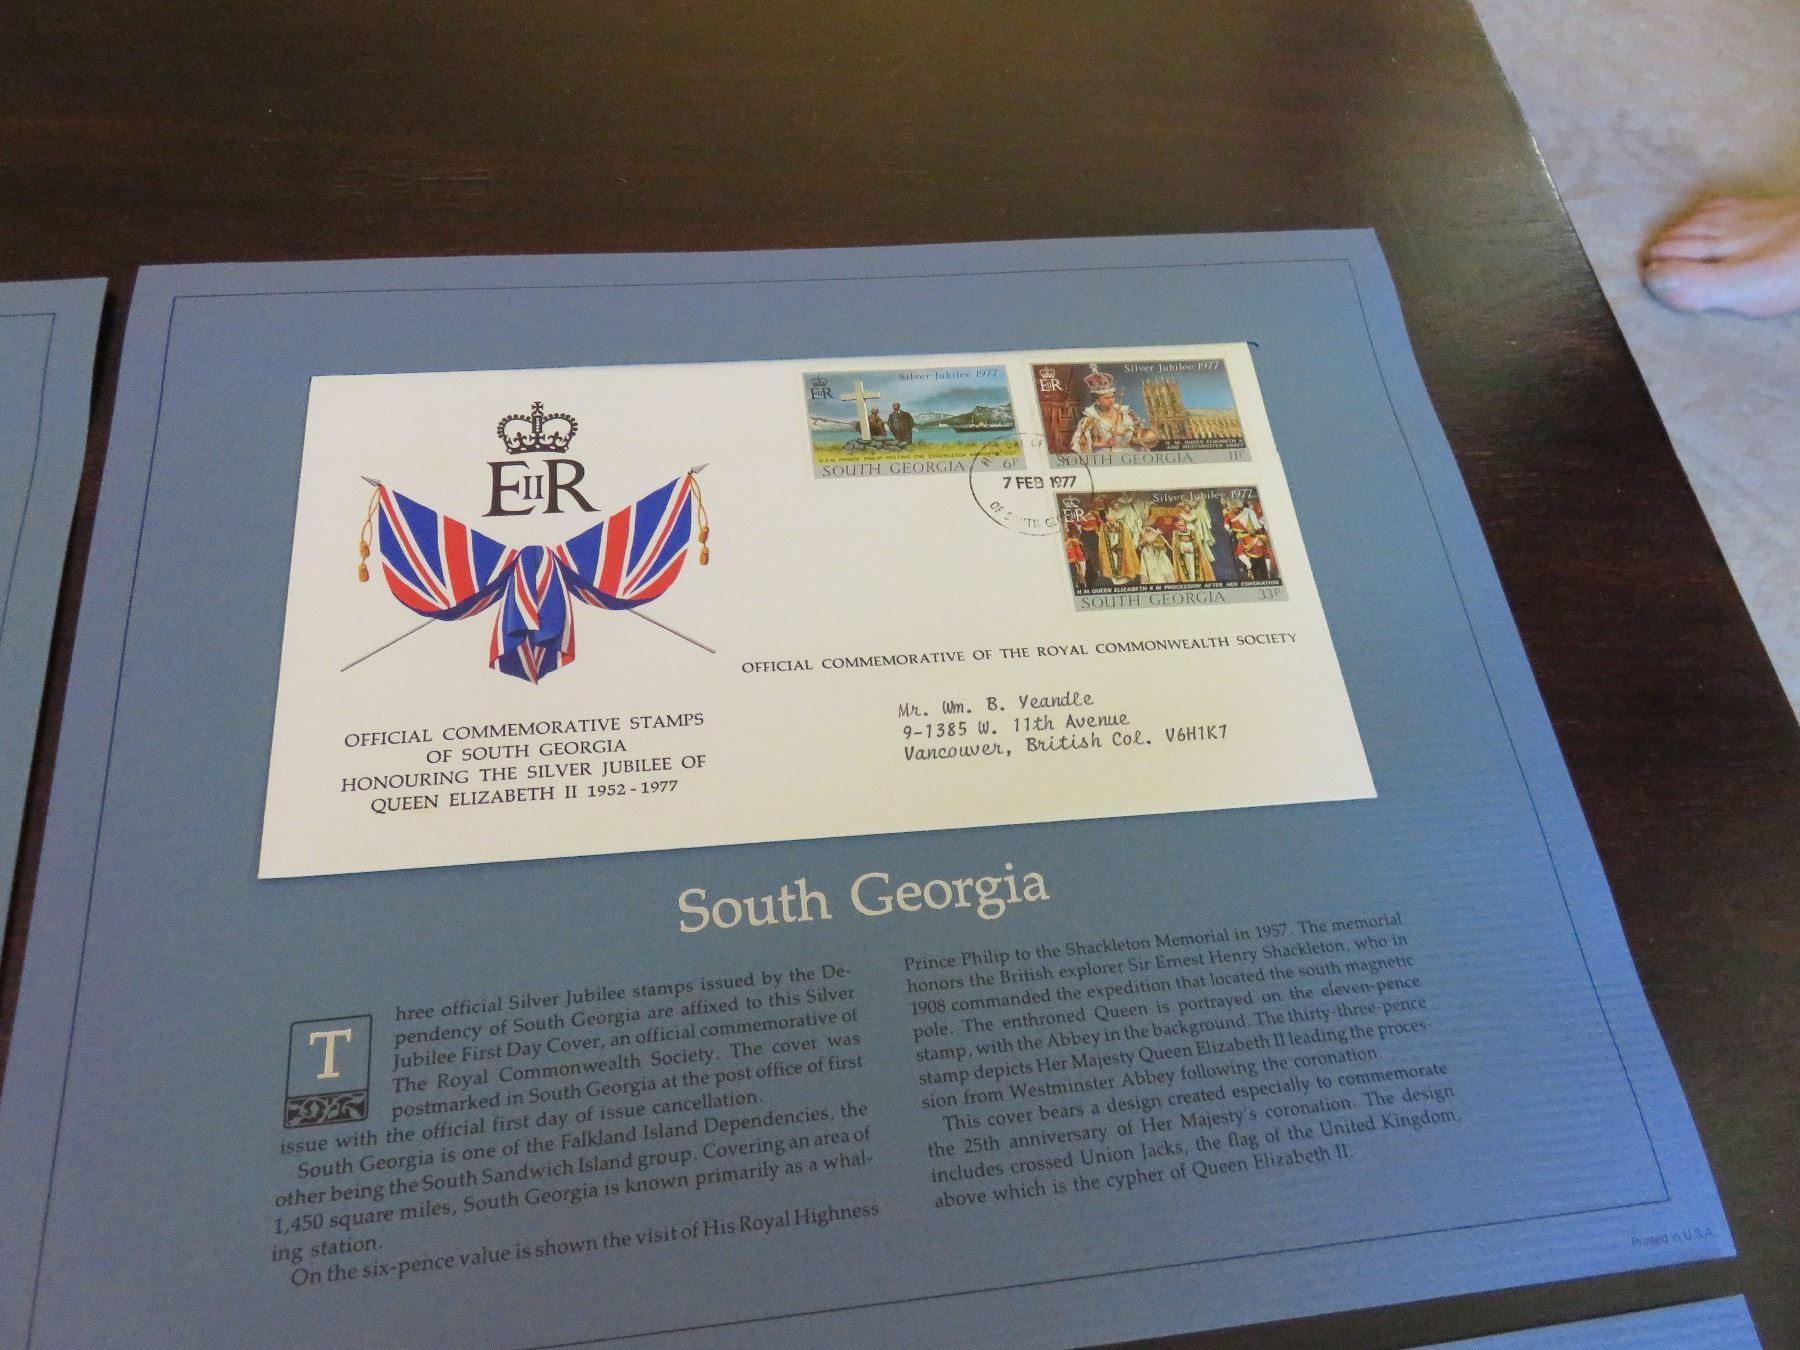 EIIR
OFFICIAL COMMEMORATIVE STAMPS
OF SOUTH GEORGIA
HONOURING THE SILVER JUBILEE OF
QUEEN ELIZABETH II 1952-1977
EIIR
Silver Jubilee 1977
H.R.H. PRINCE PHILIP VISITING THE SHACKLETON MEMORIAL 1957
SOUTH GEORGIA 6P
EIIR
Silver Jubilee 1977
H M QUEEN ELIZABETH II
AND WESTMINSTER ABBEY
SOUTH GEORGIA 11P
7 FEB 1977
OF SOUTH GEO
EIIR
Silver Jubilee 1977
H.M. QUEEN ELIZABETH II IN PROCESSION AFTER HER CORONATION
SOUTH GEORGIA 33P
OFFICIAL COMMEMORATIVE OF THE ROYAL COMMONWEALTH SOCIETY
Mr. Wm. B. Yeandle
9-1385 W. 11th Avenue
Vancouver, British Col. V6H1K7
South Georgia
Three official Silver Jubilee stamps issued by the De-
pendency of South Georgia are affixed to this Silver
Jubilee First Day Cover, an official commemorative of
The Royal Commonwealth Society. The cover was
postmarked in South Georgia at the post office of first
issue with the official first day of issue cancellation.
South Georgia is one of the Falkland Island Dependencies, the
other being the South Sandwich Island group. Covering an area of
1,450 square miles, South Georgia is known primarily as a whal-
ing station.
On the six-pence value is shown the visit of His Royal Highness
Prince Philip to the Shackleton Memorial in 1957. The memorial
honors the British explorer Sir Ernest Henry Shackleton, who in
1908 commanded the expedition that located the south magnetic
pole. The enthroned Queen is portrayed on the eleven-pence
stamp, with the Abbey in the background. The thirty-three-pence
stamp depicts Her Majesty Queen Elizabeth II leading the proces-
sion from Westminster Abbey following the coronation.
This cover bears a design created especially to commemorate
the 25th anniversary of Her Majesty's coronation. The design
includes crossed Union Jacks, the flag of the United Kingdom,
above which is the cypher of Queen Elizabeth II.
Printed in U.S.A.